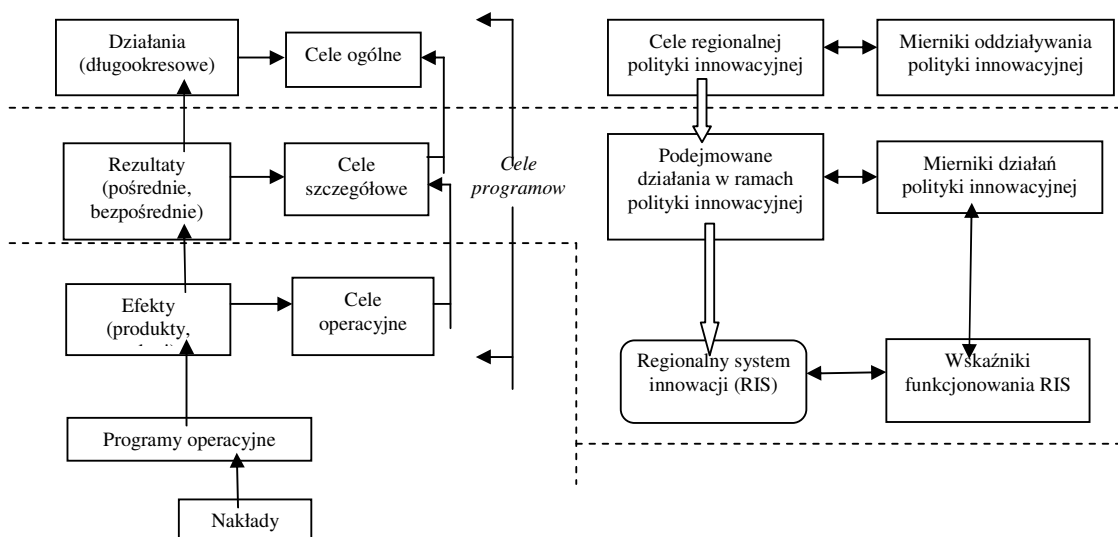 Działania
(długookresowe)
Cele ogólne
Rezultaty
(pośrednie,
bezpośrednie)
Cele
szczegółowe
Cele
programow
Efekty
(produkty,
Cele
operacyjne
Programy operacyjne
Nakłady
Cele regionalnej
polityki innowacyjnej
Mierniki oddziaływania
polityki innowacyjnej
Podejmowane
działania w ramach
polityki innowacyjnej
Mierniki działań
polityki innowacyjnej
Regionalny system
innowacji (RIS)
Wskaźniki
funkcjonowania RIS